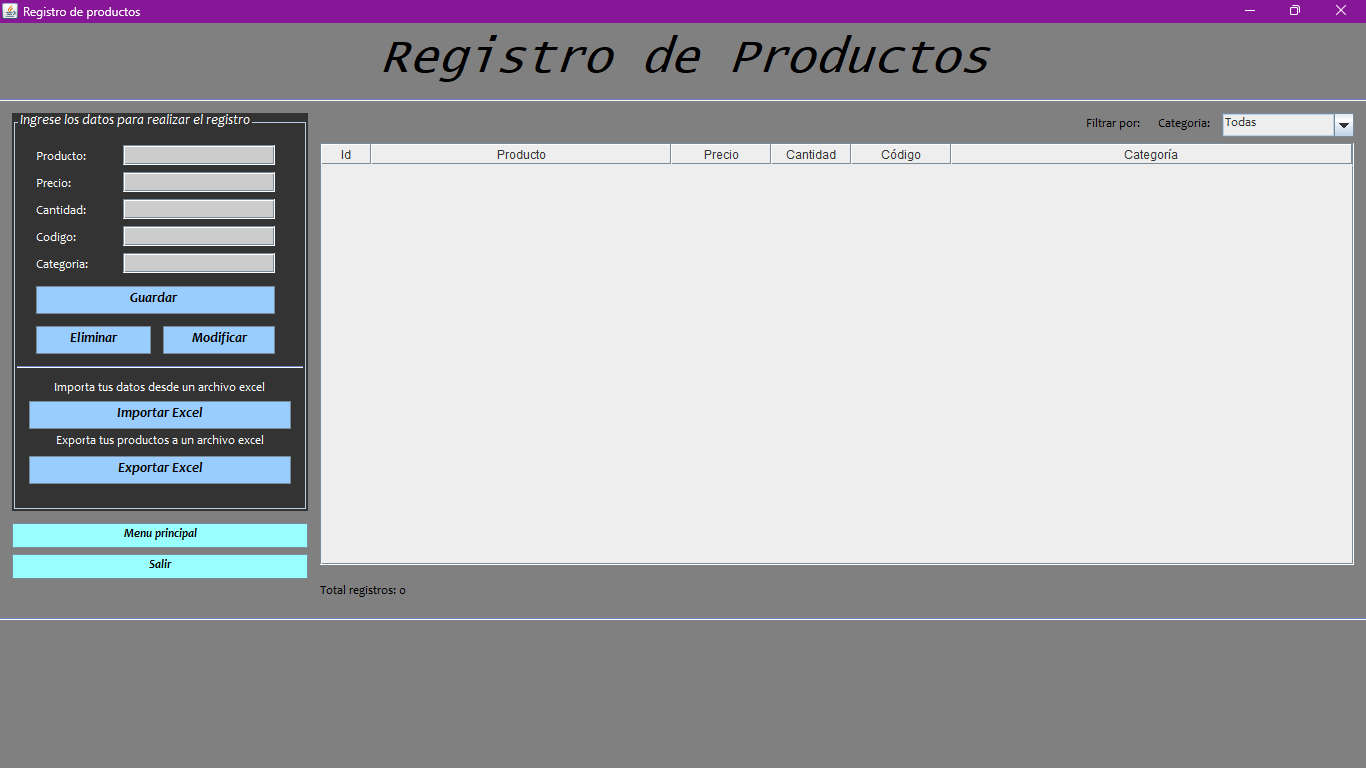 Registro de productos
Registro de Productos
Ingrese los datos para realizar el registro
Producto:
Precio:
Cantidad:
Codigo:
Categoria:
Guardar
Eliminar Modificar
Importa tus datos desde un archivo excel
Importar Excel
Exporta tus productos a un archivo excel
Exportar Excel
Menu principal
Salir
Filtrar por: Categoria: Todas
Id Producto Precio Cantidad Código Categoría
Total registros: 0